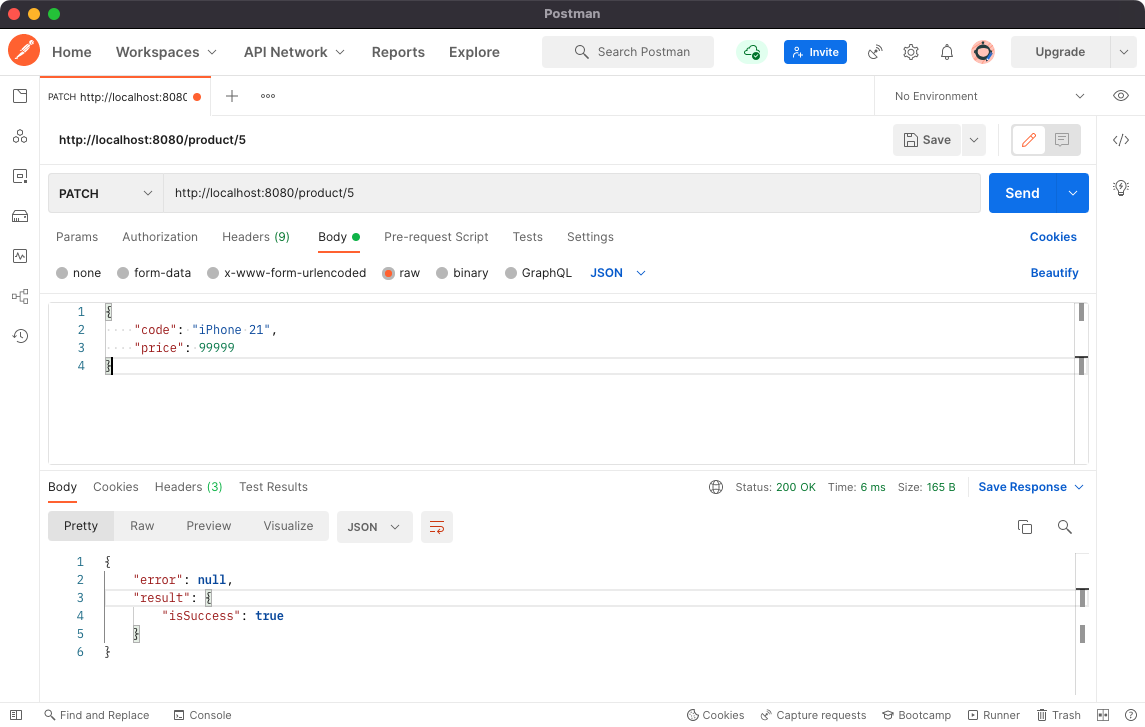 Postman
Home Workspaces API Network Reports Explore Search Postman Invite Upgrade
PATCH http://localhost:8080 No Environment
http://localhost:8080/product/5 Save
PATCH http://localhost:8080/product/5 Send
Params Authorization Headers (9) Body Pre-request Script Tests Settings Cookies
none form-data x-www-form-urlencoded raw binary GraphQL JSON Beautify
1 {
2 "code": "iPhone 21",
3 "price": 99999
4 }
Body Cookies Headers (3) Test Results Status: 200 OK Time: 6 ms Size: 165 B Save Response
Pretty Raw Preview Visualize JSON
1 {
2 "error": null,
3 "result": {
4 "isSuccess": true
5 }
6 }
Find and Replace Console Cookies Capture requests Bootcamp Runner Trash